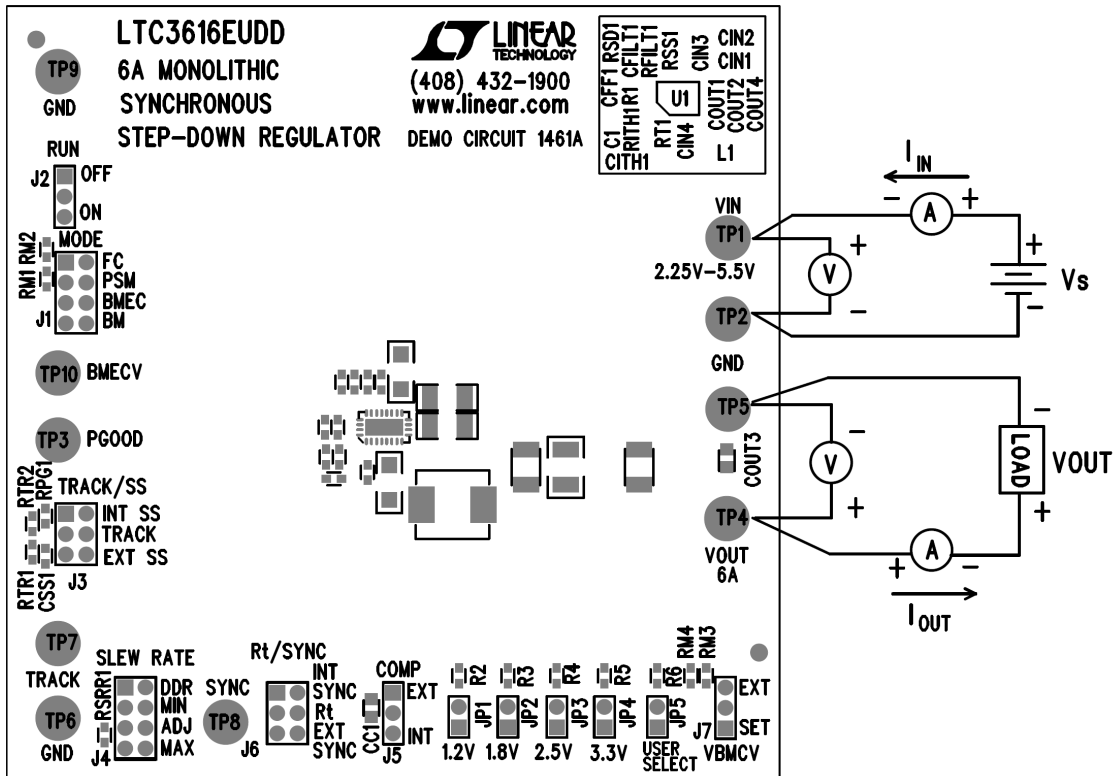 LTC3616EUDD
6A MONOLITHIC
SYNCHRONOUS
STEP-DOWN REGULATOR
LINEAR
TECHNOLOGY
(408) 432-1900
www.linear.com
DEMO CIRCUIT 1461A
C1 CFF1 RSD1
CITH1
RITH1 R1 CFILT1
RFILT1
RT1 RSS1
CIN4
CIN3
CIN2
CIN1
U1
COUT1
COUT2
COUT4
L1
TP9
GND
RUN
J2
OFF
ON
MODE
RM1 RM2
J1
FC
PSM
BMEC
BM
TP10 BMECV
TP3 PGOOD
TRACK/SS
RTR2
RPG1
INT SS
TRACK
EXT SS
RTR1
CSS1
J3
TP7
TRACK
TP6
GND
SLEW RATE
RSRR1
J4
DDR
MIN
ADJ
MAX
SYNC
TP8
Rt/SYNC
J6
INT
SYNC
Rt
EXT
SYNC
COMP
CC1
J5
EXT
INT
R2
JP1
1.2V
R3
JP2
1.8V
R4
JP3
2.5V
R5
JP4
3.3V
R6
JP5
USER
SELECT
RM4
RM3
J7
EXT
SET
VBMCV
VIN
TP1
2.25V-5.5V
TP2
GND
TP5
COUT3
TP4
VOUT
6A
IIN
- A +
+
V
-
+
Vs
-
-
V
+
-
LOAD
VOUT
+
+ A -
IOUT